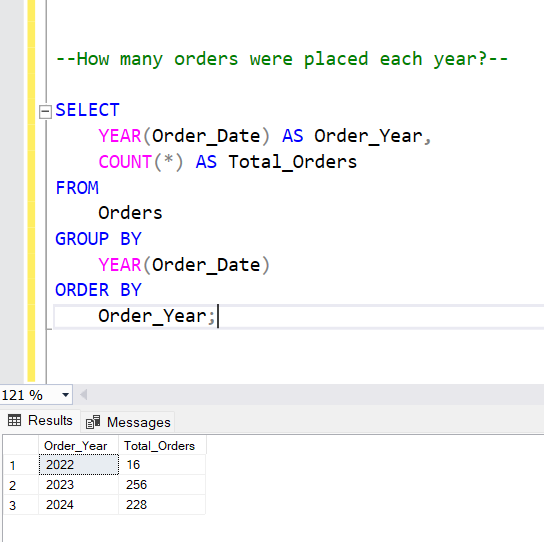 --How many orders were placed each year?--
SELECT
YEAR(Order_Date) AS Order_Year,
COUNT(*) AS Total_Orders
FROM
Orders
GROUP BY
YEAR(Order_Date)
ORDER BY
Order_Year;
121 %
Results Messages
Order_Year Total_Orders
1 2022 16
2 2023 256
3 2024 228